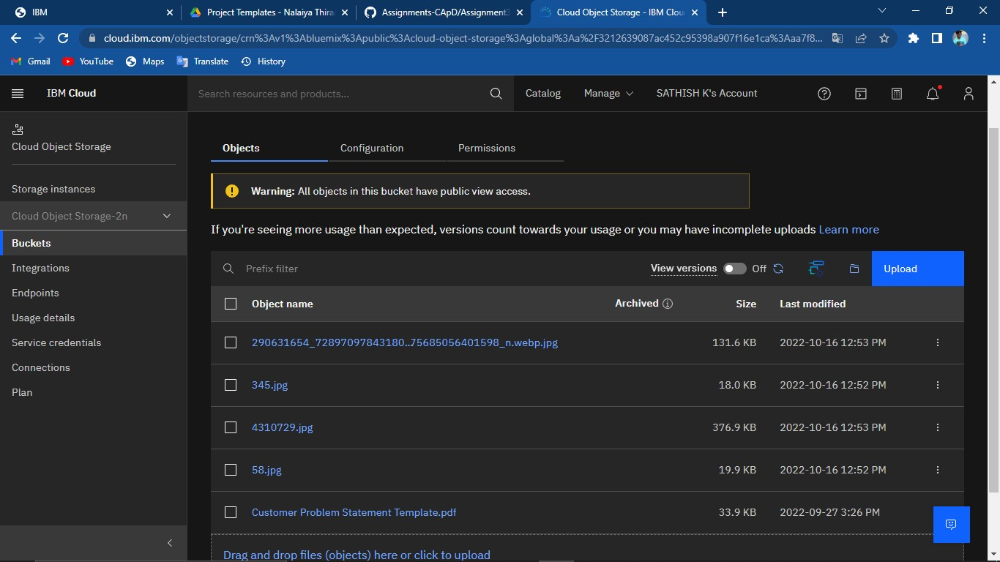 IBM
Project Templates - Nalaiya Thira
Assignments-CApD/Assignment3
Cloud Object Storage - IBM Clou
cloud.ibm.com/objectstorage/crn%3Av1%3Abluemix%3Apublic%3Acloud-object-storage%3Aglobal%3Aa%2F3212639087ac452c95398a907f16e1ca%3Aaa7f8...
Gmail
YouTube
Maps
Translate
History
IBM Cloud
Search resources and products...
Catalog
Manage
SATHISH K's Account
Cloud Object Storage
Storage instances
Cloud Object Storage-2n
Buckets
Integrations
Endpoints
Usage details
Service credentials
Connections
Plan
Objects
Configuration
Permissions
Warning: All objects in this bucket have public view access.
If you're seeing more usage than expected, versions count towards your usage or you may have incomplete uploads Learn more
Prefix filter
View versions
Off
Upload
Object name
Archived
Size
Last modified
290631654_72897097843180..75685056401598_n.webp.jpg
131.6 KB
2022-10-16 12:53 PM
345.jpg
18.0 KB
2022-10-16 12:52 PM
4310729.jpg
376.9 KB
2022-10-16 12:53 PM
58.jpg
19.9 KB
2022-10-16 12:52 PM
Customer Problem Statement Template.pdf
33.9 KB
2022-09-27 3:26 PM
Drag and drop files (objects) here or click to upload